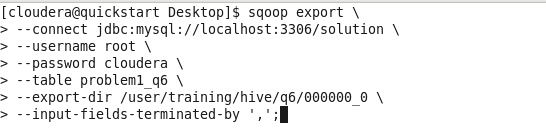 [cloudera@quickstart Desktop]$ sqoop export \
> --connect jdbc:mysql://localhost:3306/solution \
> --username root \
> --password cloudera \
> --table problem1_q6 \
> --export-dir /user/training/hive/q6/000000_0 \
> --input-fields-terminated-by ',';